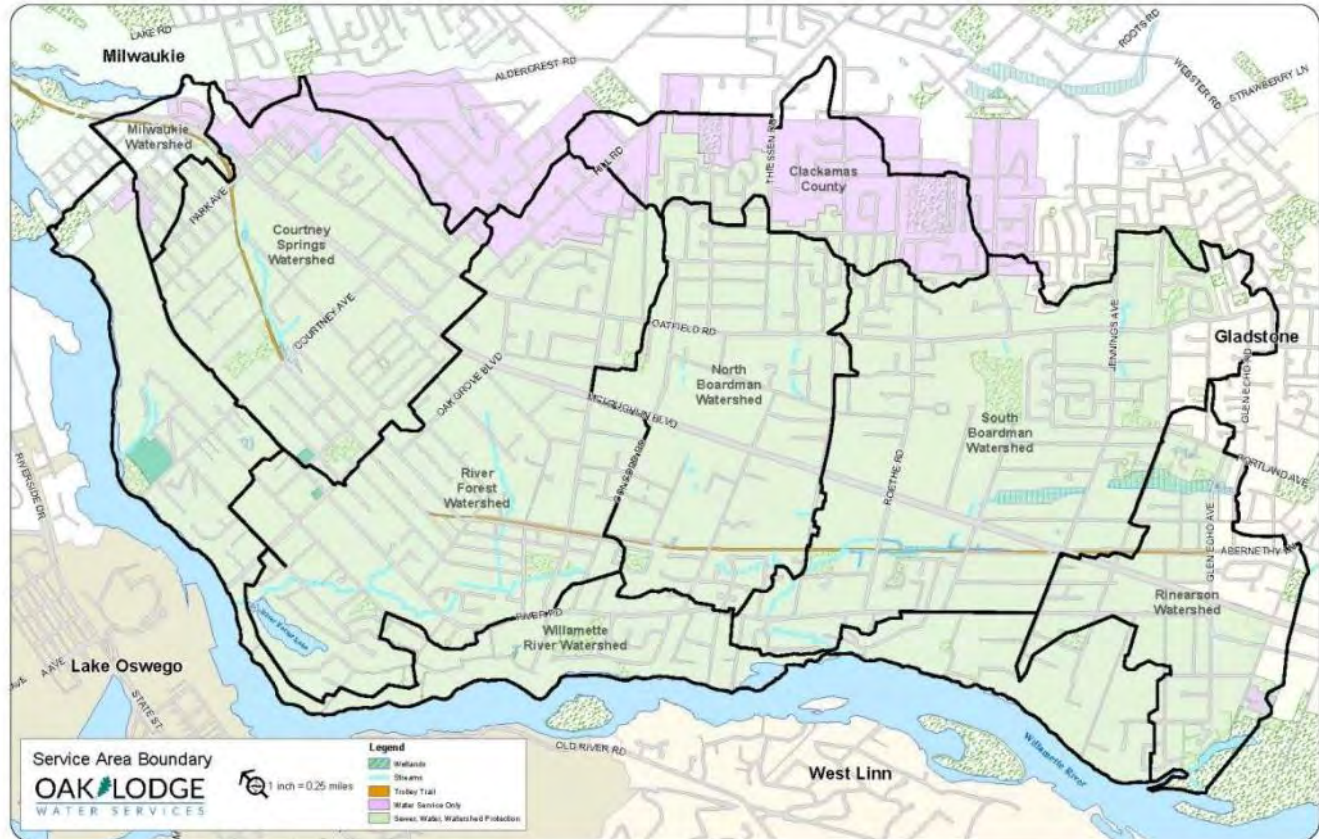 LAKE RD
Milwaukie
ALDERCREST RD
ROOTS RD
WEBSTER RD
STRAWBERRY LN
Milwaukie
Watershed
PARK AVE
Courtney
Springs
Watershed
COURTNEY AVE
HILL RD
THIESSEN RD
Clackamas
County
OATFIELD RD
OAK GROVE BLVD
MCLOUGHLIN BLVD
North
Boardman
Watershed
JENNINGS AVE
Gladstone
GLEN ECHO RD
South
Boardman
Watershed
ROETHE RD
PORTLAND AVE
River
Forest
Watershed
RIVERSIDE DR
GLEN ECHO AVE
ABERNETHY
Rinearson
Watershed
RIVER RD
Willamette
River Watershed
Lake Oswego
A AVE
STATE ST
OLD RIVER RD
West Linn
Willamette River
Service Area Boundary
OAK LODGE
WATER SERVICES
1 inch = 0.25 miles
Legend
Wetlands
Streams
Trolley Trail
Water Service Only
Sewer, Water, Watershed Protection